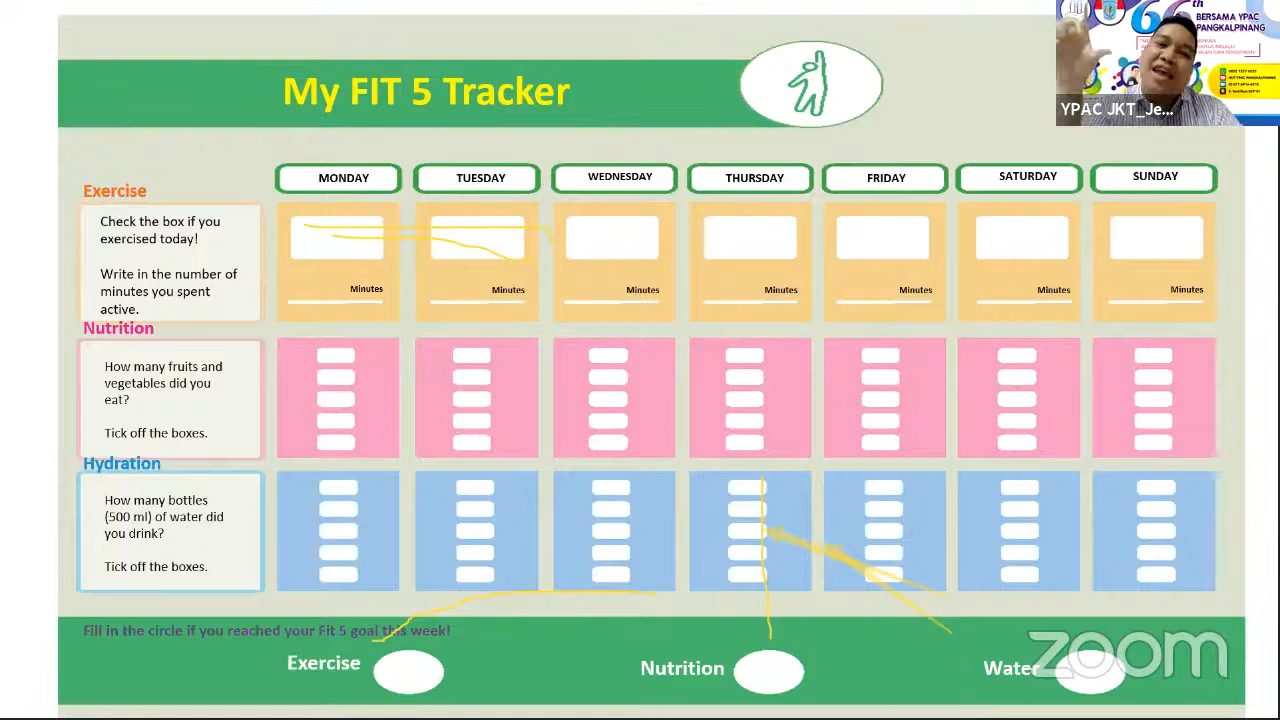 My FIT 5 Tracker
66th
BERSAMA YPAC
PANGKALPINANG
YPAC JKT_Je...
MONDAY TUESDAY WEDNESDAY THURSDAY FRIDAY SATURDAY SUNDAY
Exercise
Check the box if you
exercised today!
Write in the number of
minutes you spent
active.
Minutes Minutes Minutes Minutes Minutes Minutes Minutes
Nutrition
How many fruits and
vegetables did you
eat?
Tick off the boxes.
Hydration
How many bottles
(500 ml) of water did
you drink?
Tick off the boxes.
Fill in the circle if you reached your Fit 5 goal this week!
Exercise Nutrition Water
zoom